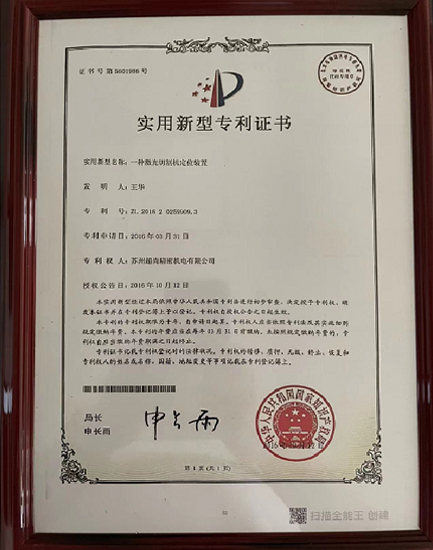 证书号第5601986号
实用新型专利证书
实用新型名称：一种激光切割机定位装置
发明人：王华
专利号：ZL 2016 2 0259909.3
专利申请日：2016年03月31日
专利权人：苏州福尚精密机电有限公司
授权公告日：2016年10月12日
本实用新型经过本局依照中华人民共和国专利法进行初步审查，决定授予专利权，颁
发本证书并在专利登记簿上予以登记。专利权自授权公告之日起生效。
本专利的专利权期限为十年，自申请日起算。专利权人应当依照专利法及其实施细则
规定缴纳年费。本专利的年费应当在每年03月31日前缴纳。未按照规定缴纳年费的，专
利权自应当缴纳年费期满之日起终止。
专利证书记载专利权登记时的法律状况。专利权的转移、质押、无效、终止、恢复和
专利权人的姓名或名称、国籍、地址变更等事项记载在专利登记簿上。
局长
申长雨
申长雨
中华人民共和国国家知识产权局
第1页（共1页）
扫描全能王 创建